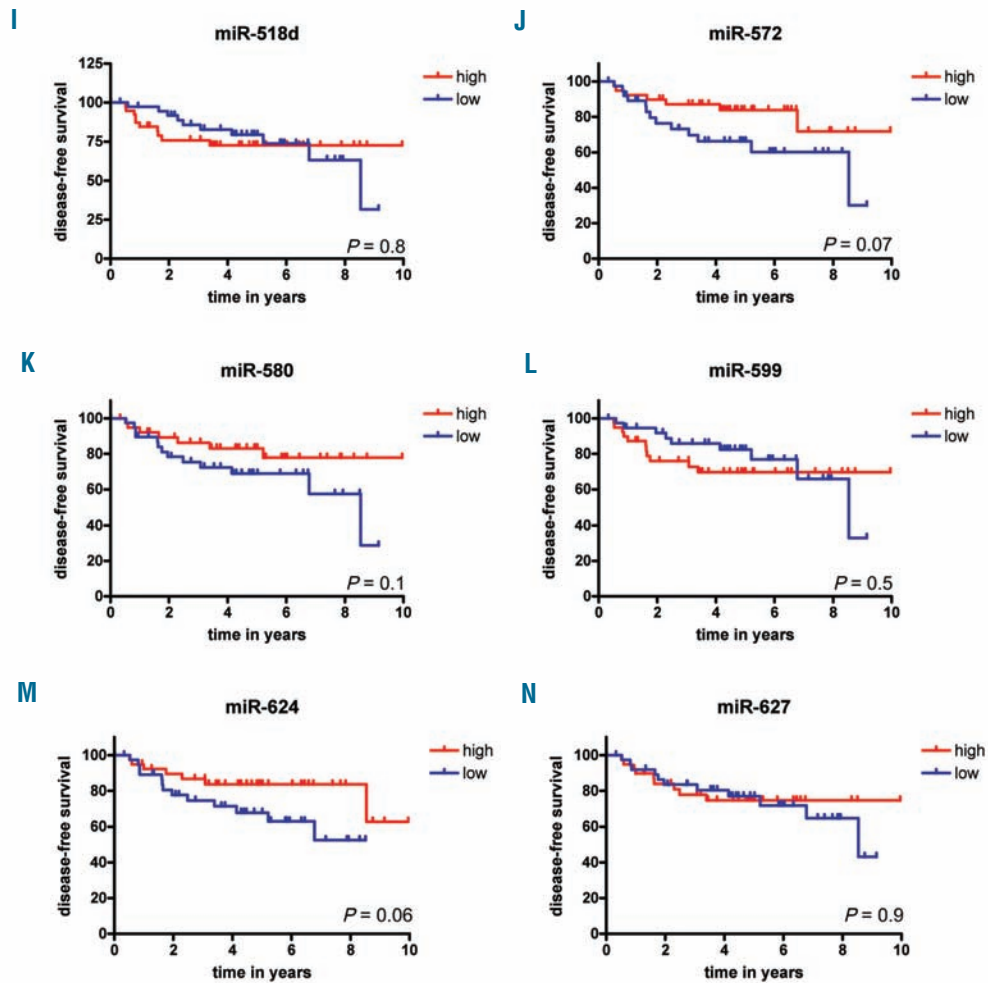 I
miR-518d
disease-free survival
125
100
75
50
25
0
0 2 4 6 8 10
time in years
high
low
P = 0.8
J
miR-572
disease-free survival
100
80
60
40
20
0
0 2 4 6 8 10
time in years
high
low
P = 0.07
K
miR-580
disease-free survival
100
80
60
40
20
0
0 2 4 6 8 10
time in years
high
low
P = 0.1
L
miR-599
disease-free survival
100
80
60
40
20
0
0 2 4 6 8 10
time in years
high
low
P = 0.5
M
miR-624
disease-free survival
100
80
60
40
20
0
0 2 4 6 8 10
time in years
high
low
P = 0.06
N
miR-627
disease-free survival
100
80
60
40
20
0
0 2 4 6 8 10
time in years
high
low
P = 0.9